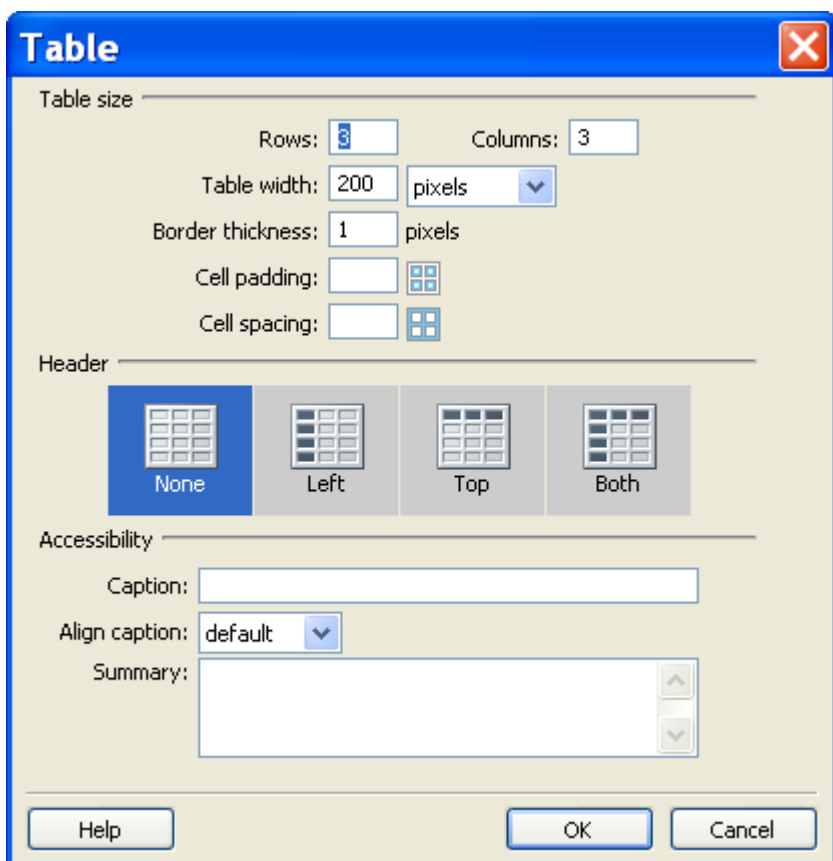 Table
Table size
Rows: 3 Columns: 3
Table width: 200 pixels
Border thickness: 1 pixels
Cell padding:
Cell spacing:
Header
None Left Top Both
Accessibility
Caption:
Align caption: default
Summary:
Help OK Cancel